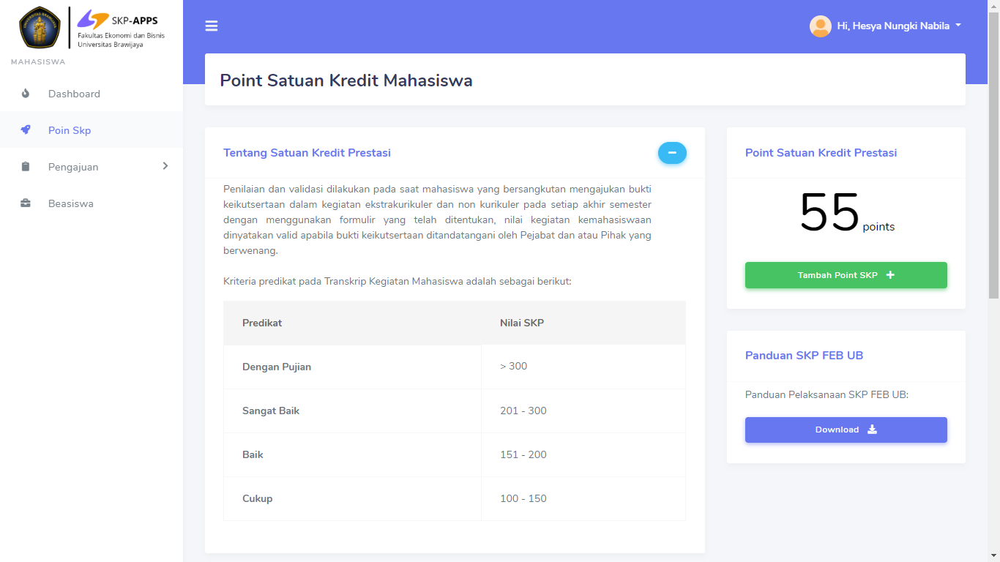 SKP-APPS
Fakultas Ekonomi dan Bisnis
Universitas Brawijaya
MAHASISWA
Dashboard
Poin Skp
Pengajuan
Beasiswa
Hi, Hesya Nungki Nabila
Point Satuan Kredit Mahasiswa
Tentang Satuan Kredit Prestasi
Penilaian dan validasi dilakukan pada saat mahasiswa yang bersangkutan mengajukan bukti
keikutsertaan dalam kegiatan ekstrakurikuler dan non kurikuler pada setiap akhir semester
dengan menggunakan formulir yang telah ditentukan, nilai kegiatan kemahasiswaan
dinyatakan valid apabila bukti keikutsertaan ditandatangani oleh Pejabat dan atau Pihak yang
berwenang.
Kriteria predikat pada Transkrip Kegiatan Mahasiswa adalah sebagai berikut:
Predikat Nilai SKP
Dengan Pujian > 300
Sangat Baik 201 - 300
Baik 151 - 200
Cukup 100 - 150
Point Satuan Kredit Prestasi
55 points
Tambah Point SKP
Panduan SKP FEB UB
Panduan Pelaksanaan SKP FEB UB:
Download